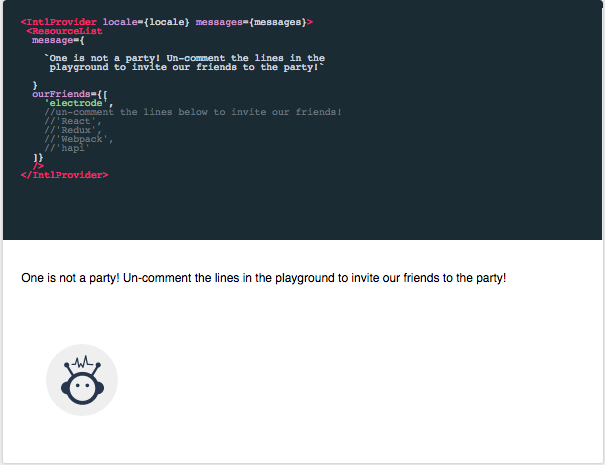 <IntlProvider locale={locale} messages={messages}>
<ResourceList
message={
`One is not a party! Un-comment the lines in the
playground to invite our friends to the party!`
}
ourFriends={[
'electrode',
//un-comment the lines below to invite our friends!
//'React',
//'Redux',
//'Webpack',
//'hapi'
]}
/>
</IntlProvider>
One is not a party! Un-comment the lines in the playground to invite our friends to the party!